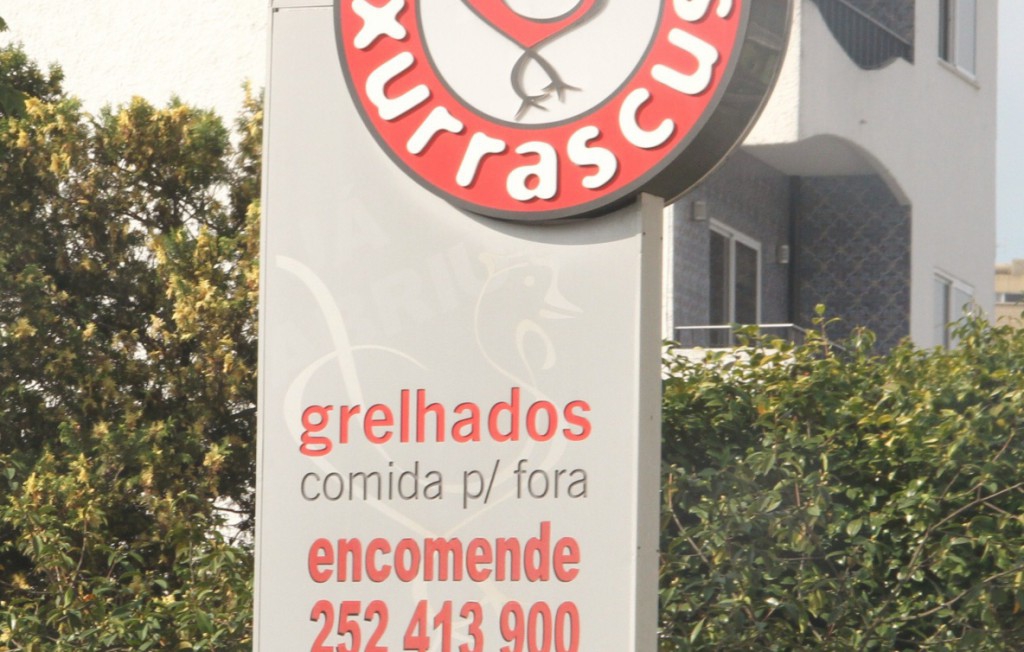 xurrascus
grelhados
comida p/ fora
encomende
252 413 900